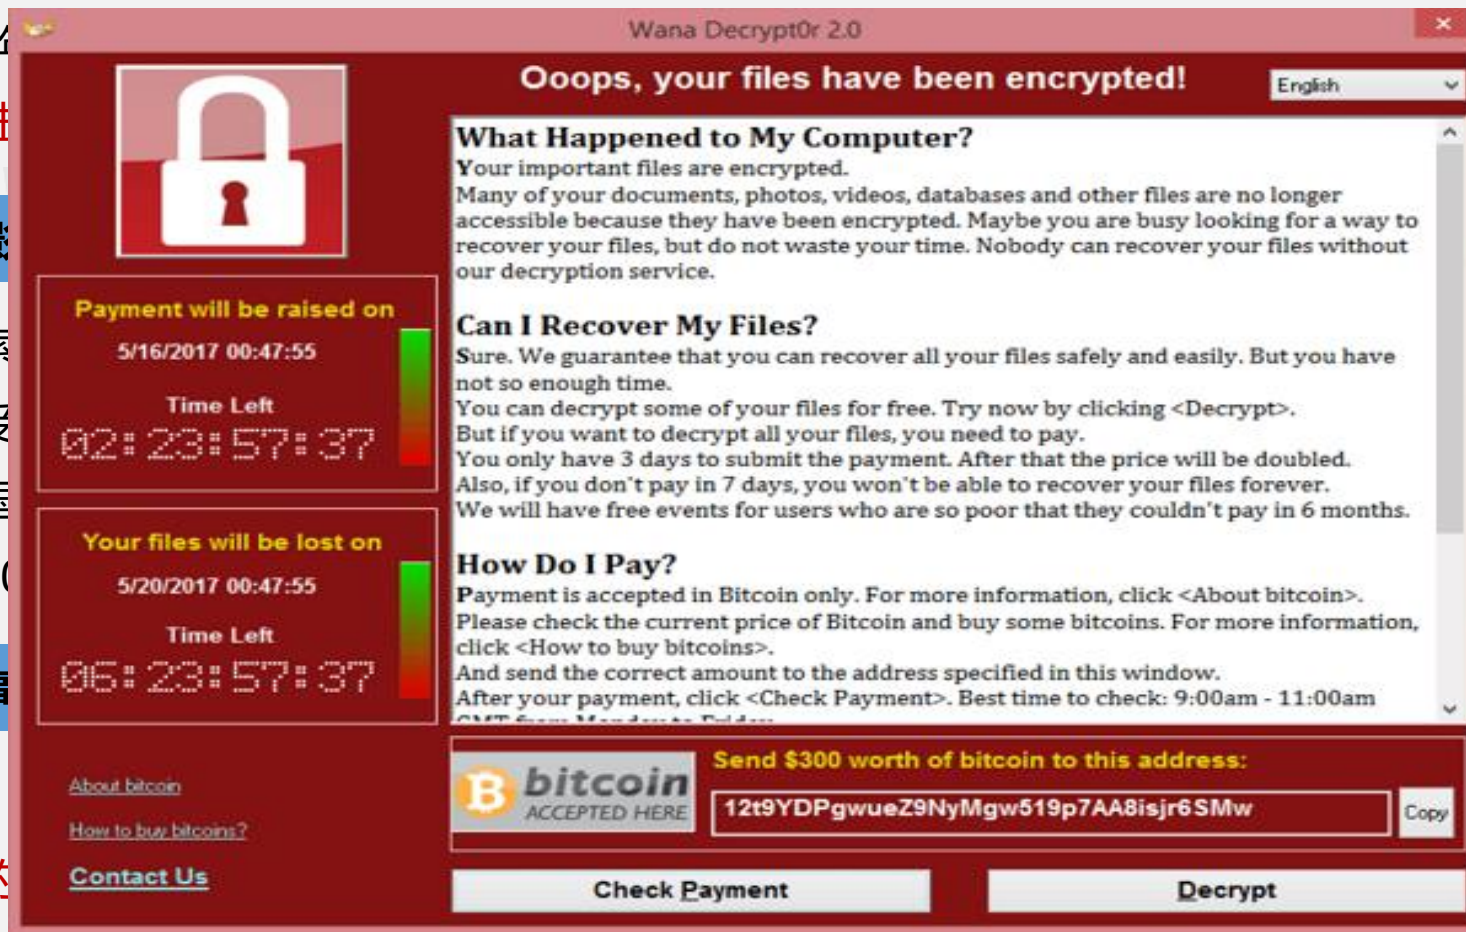 Wana Decrypt0r 2.0
Ooops, your files have been encrypted!
English
What Happened to My Computer?
Your important files are encrypted.
Many of your documents, photos, videos, databases and other files are no longer
accessible because they have been encrypted. Maybe you are busy looking for a way to
recover your files, but do not waste your time. Nobody can recover your files without
our decryption service.
Can I Recover My Files?
Sure. We guarantee that you can recover all your files safely and easily. But you have
not so enough time.
You can decrypt some of your files for free. Try now by clicking <Decrypt>.
But if you want to decrypt all your files, you need to pay.
You only have 3 days to submit the payment. After that the price will be doubled.
Also, if you don't pay in 7 days, you won't be able to recover your files forever.
We will have free events for users who are so poor that they couldn't pay in 6 months.
How Do I Pay?
Payment is accepted in Bitcoin only. For more information, click <About bitcoin>.
Please check the current price of Bitcoin and buy some bitcoins. For more information,
click <How to buy bitcoins>.
And send the correct amount to the address specified in this window.
After your payment, click <Check Payment>. Best time to check: 9:00am - 11:00am
GMT from Monday to Friday
Payment will be raised on
5/16/2017 00:47:55
Time Left
02:23:57:37
Your files will be lost on
5/20/2017 00:47:55
Time Left
06:23:57:37
About bitcoin
How to buy bitcoins?
Contact Us
bitcoin
ACCEPTED HERE
Send $300 worth of bitcoin to this address:
12t9YDPgwueZ9NyMgw519p7AA8isjr6SMw
Copy
Check Payment
Decrypt